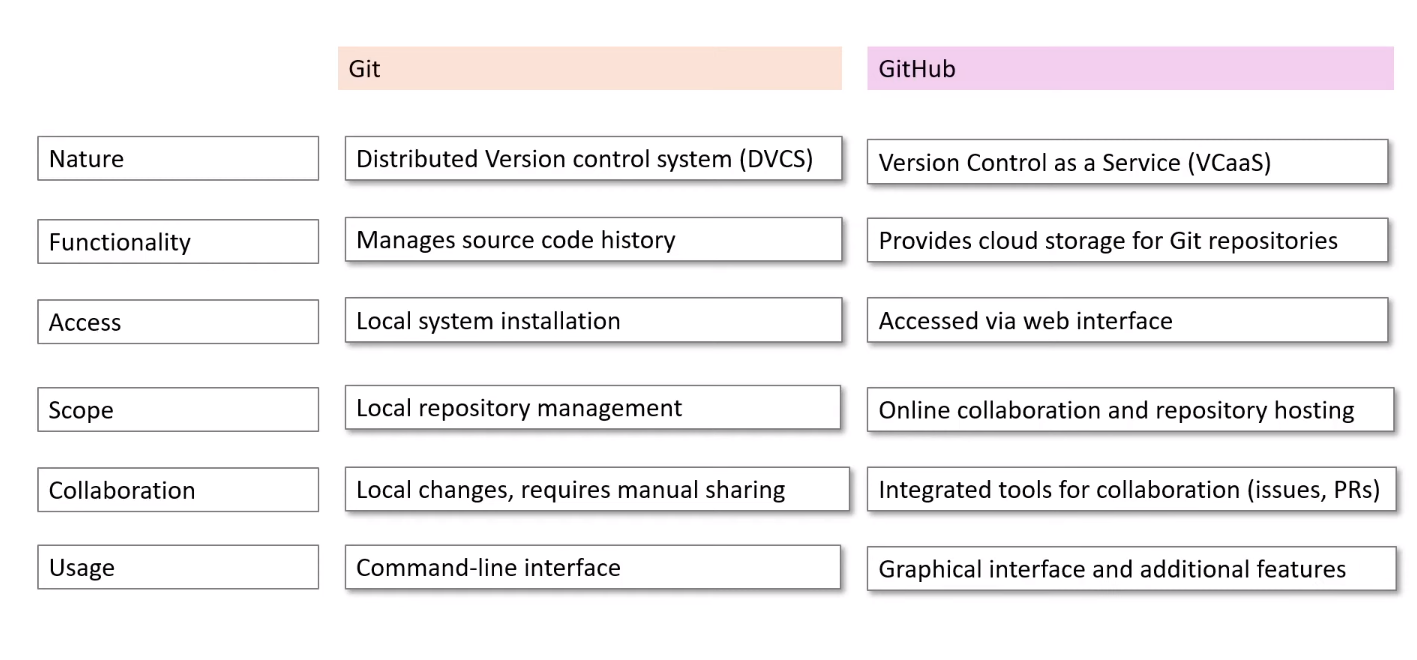 Git
GitHub
Nature
Distributed Version control system (DVCS)
Version Control as a Service (VCaaS)
Functionality
Manages source code history
Provides cloud storage for Git repositories
Access
Local system installation
Accessed via web interface
Scope
Local repository management
Online collaboration and repository hosting
Collaboration
Local changes, requires manual sharing
Integrated tools for collaboration (issues, PRs)
Usage
Command-line interface
Graphical interface and additional features